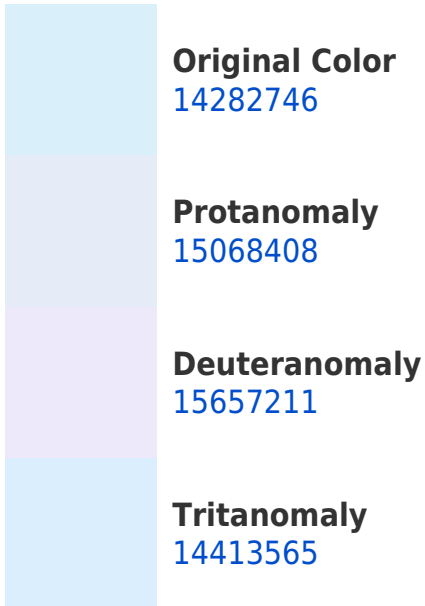 Original Color
14282746
Protanomaly
15068408
Deuteranomaly
15657211
Tritanomaly
14413565